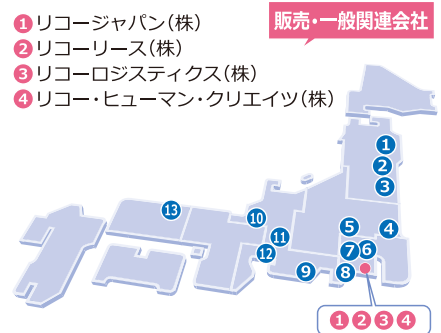 販売・一般関連会社
1 リコージャパン(株)
2 リコーリース(株)
3 リコーロジスティクス(株)
4 リコー・ヒューマン・クリエイツ(株)
1
2
3
13
10
5
4
11
7
6
12
9
8
1 2 3 4